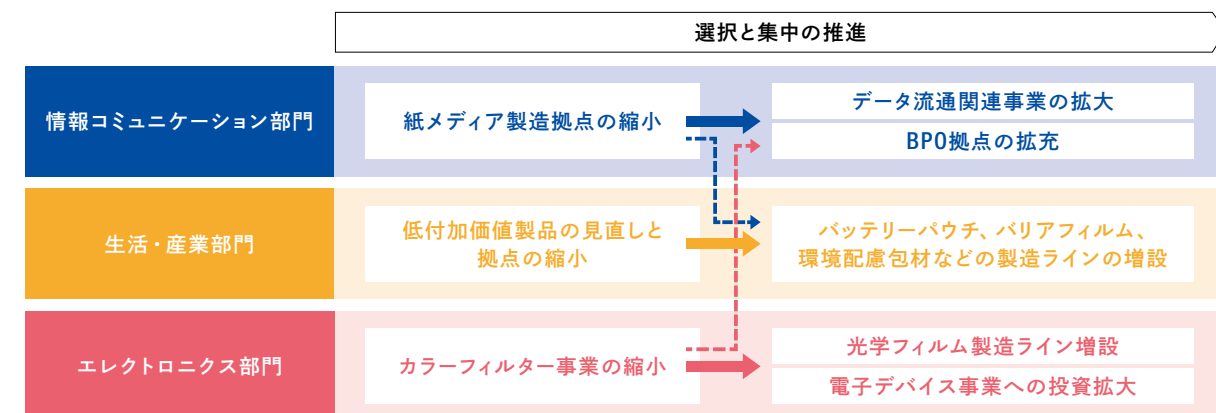 選択と集中の推進
情報コミュニケーション部門
紙メディア製造拠点の縮小
データ流通関連事業の拡大
BPO拠点の拡充
生活・産業部門
低付加価値製品の見直しと
拠点の縮小
バッテリーパウチ、バリアフィルム、
環境配慮包材などの製造ラインの増設
エレクトロニクス部門
カラーフィルター事業の縮小
光学フィルム製造ライン増設
電子デバイス事業への投資拡大